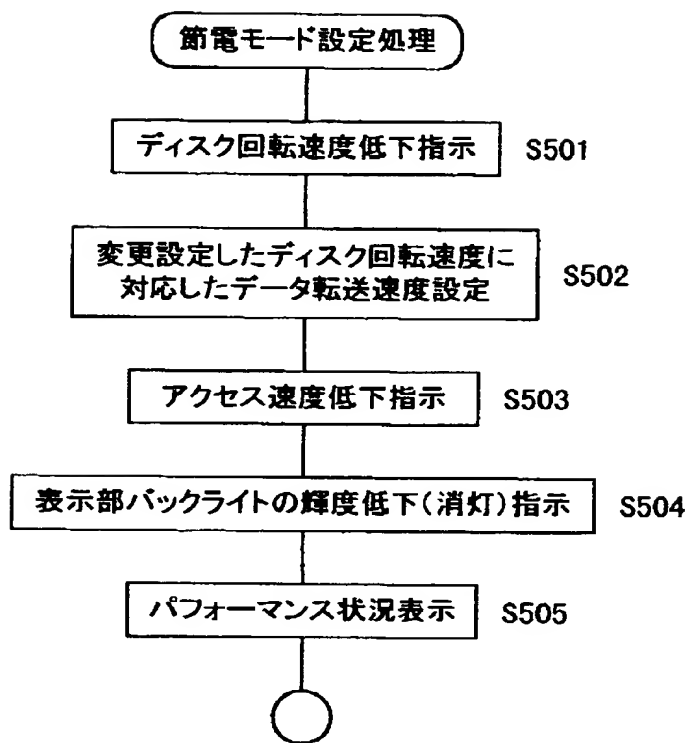 節電モード設定処理
ディスク回転速度低下指示 S501
変更設定したディスク回転速度に
対応したデータ転送速度設定 S502
アクセス速度低下指示 S503
表示部バックライトの輝度低下(消灯)指示 S504
パフォーマンス状況表示 S505